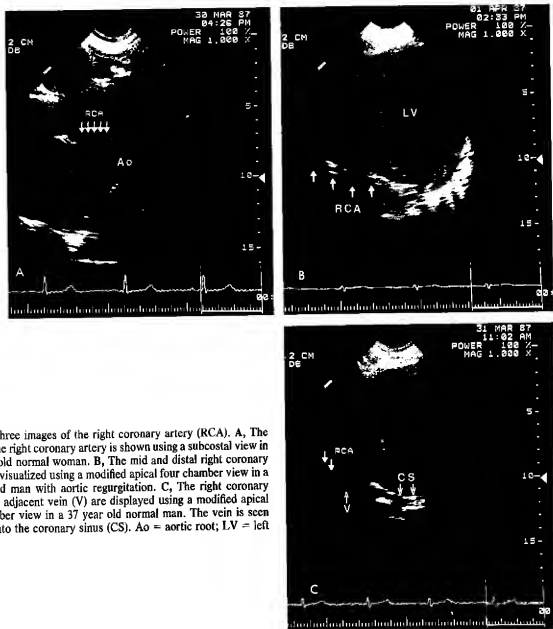 30 MAR 87
04:26 PM
POWER 100 %
MAG 1.000 X
2 CM
DB
RCA
5-
Ao
10
15-
A
01 APR 87
02:33 PM
POWER 100 %
MAG 1.000 X
2 CM
DB
5-
LV
10
RCA
15-
B
31 MAR 87
11:02 AM
POWER 100 %
MAG 1.000 X
2 CM
DB
5-
RCA
CS
10
V
15-
C
hree images of the right coronary artery (RCA). A, The
e right coronary artery is shown using a subcostal view in
old normal woman. B, The mid and distal right coronary
visualized using a modified apical four chamber view in a
d man with aortic regurgitation. C, The right coronary
adjacent vein (V) are displayed using a modified apical
ber view in a 37 year old normal man. The vein is seen
nto the coronary sinus (CS). Ao = aortic root; LV = left